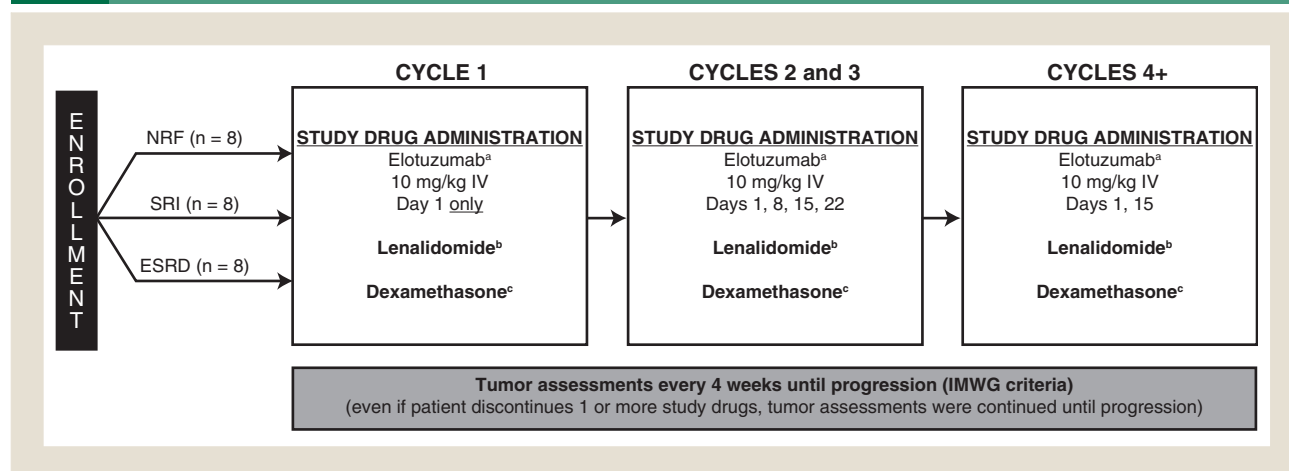 ENROLLMENT
NRF (n = 8)
SRI (n = 8)
ESRD (n = 8)
CYCLE 1
STUDY DRUG ADMINISTRATION
Elotuzumabᵃ
10 mg/kg IV
Day 1 only
Lenalidomideᵇ
Dexamethasoneᶜ
CYCLES 2 and 3
STUDY DRUG ADMINISTRATION
Elotuzumabᵃ
10 mg/kg IV
Days 1, 8, 15, 22
Lenalidomideᵇ
Dexamethasoneᶜ
CYCLES 4+
STUDY DRUG ADMINISTRATION
Elotuzumabᵃ
10 mg/kg IV
Days 1, 15
Lenalidomideᵇ
Dexamethasoneᶜ
Tumor assessments every 4 weeks until progression (IMWG criteria)
(even if patient discontinues 1 or more study drugs, tumor assessments were continued until progression)